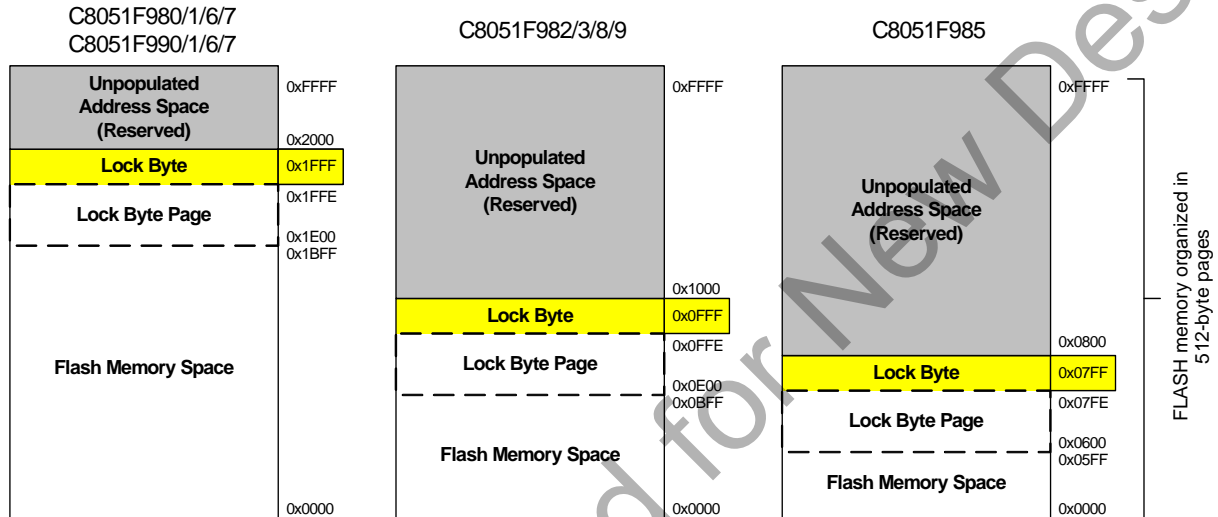 C8051F980/1/6/7
C8051F990/1/6/7
Unpopulated
Address Space
(Reserved)
0xFFFF
0x2000
Lock Byte
0x1FFF
0x1FFE
Lock Byte Page
0x1E00
0x1BFF
Flash Memory Space
0x0000
C8051F982/3/8/9
0xFFFF
Unpopulated
Address Space
(Reserved)
0x1000
Lock Byte
0x0FFF
0x0FFE
Lock Byte Page
0x0E00
0x0BFF
Flash Memory Space
0x0000
C8051F985
0xFFFF
Unpopulated
Address Space
(Reserved)
0x0800
Lock Byte
0x07FF
0x07FE
Lock Byte Page
0x0600
0x05FF
Flash Memory Space
0x0000
FLASH memory organized in
512-byte pages
for New Des